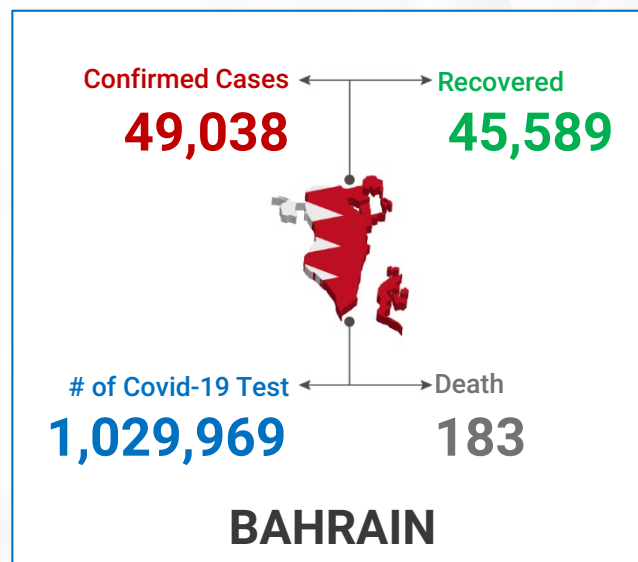 Confirmed Cases
49,038
Recovered
45,589
# of Covid-19 Test
1,029,969
Death
183
BAHRAIN